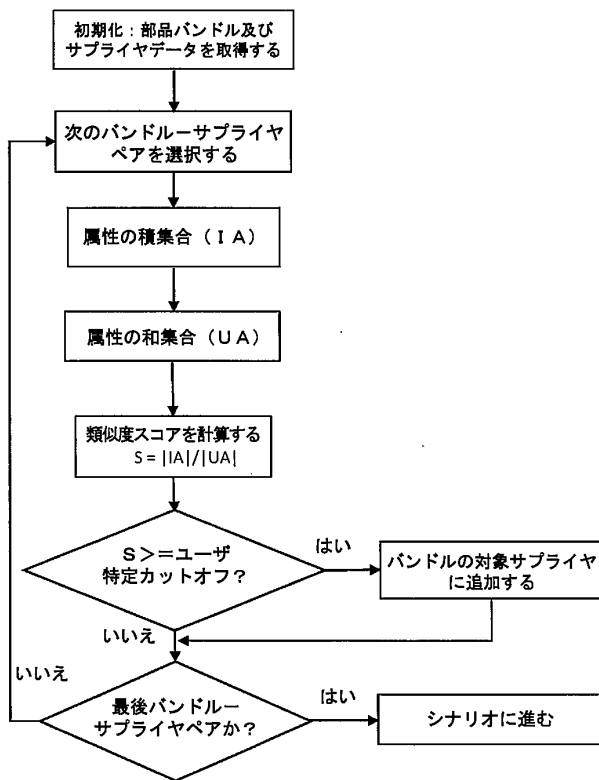 初期化：部品バンドル及び
サプライヤデータを取得する
次のバンドルーサプライヤ
ペアを選択する
属性の積集合（ＩＡ）
属性の和集合（ＵＡ）
類似度スコアを計算する
S = |IA|/|UA|
Ｓ＞＝ユーザ
特定カットオフ？
はい
バンドルの対象サプライヤ
に追加する
いいえ
いいえ
最後バンドルー
サプライヤペアか？
はい
シナリオに進む